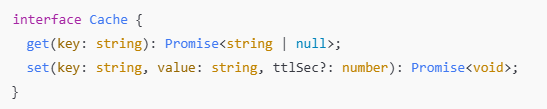 interface Cache {
  get(key: string): Promise<string | null>;
  set(key: string, value: string, ttlSec?: number): Promise<void>;
}